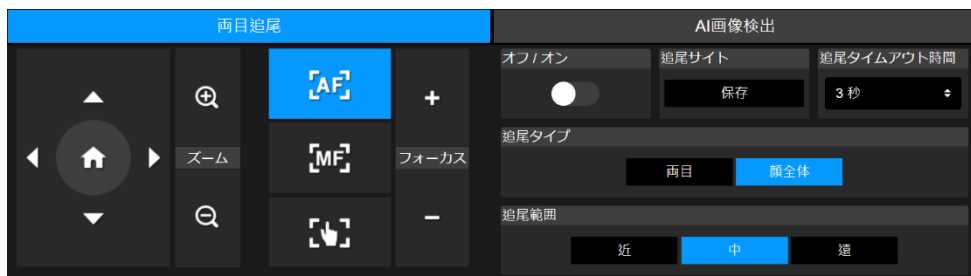 両目追尾
AI画像検出
ズーム
AF
MF
フォーカス
オフ / オン
追尾サイト
追尾タイムアウト時間
保存
3 秒
追尾タイプ
両目
顔全体
追尾範囲
近
中
遠